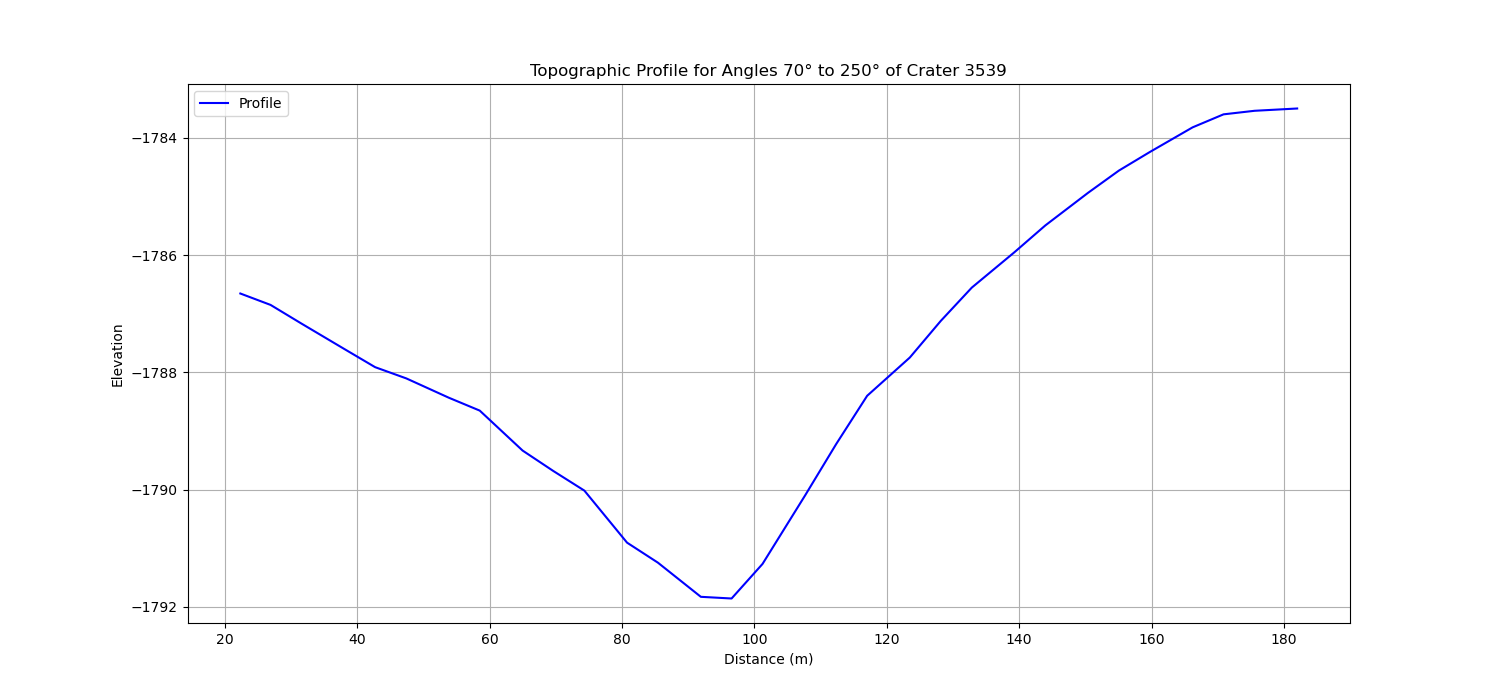 Topographic Profile for Angles 70° to 250° of Crater 3539
Profile
−1784
−1786
−1788
−1790
−1792
Elevation
20 40 60 80 100 120 140 160 180
Distance (m)